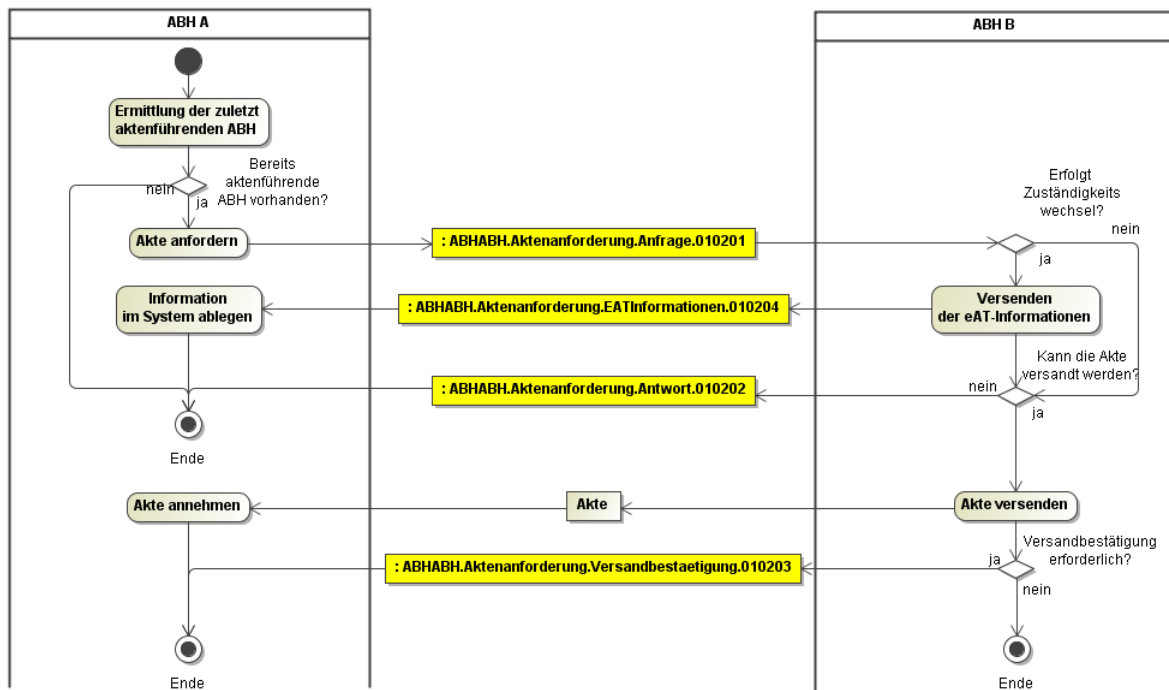 ABH A
ABH B
Ermittlung der zuletzt
aktenführenden ABH
Bereits
aktenführende
ABH vorhanden?
nein
ja
Erfolgt
Zuständigkeits
wechsel?
nein
ja
Akte anfordern
: ABHABH.Aktenanforderung.Anfrage.010201
Information
im System ablegen
: ABHABH.Aktenanforderung.EATInformationen.010204
Versenden
der eAT-Informationen
Kann die Akte
versandt werden?
nein
ja
: ABHABH.Aktenanforderung.Antwort.010202
Ende
Akte annehmen
Akte
Akte versenden
Versandbestätigung
erforderlich?
ja
nein
: ABHABH.Aktenanforderung.Versandbestaetigung.010203
Ende
Ende